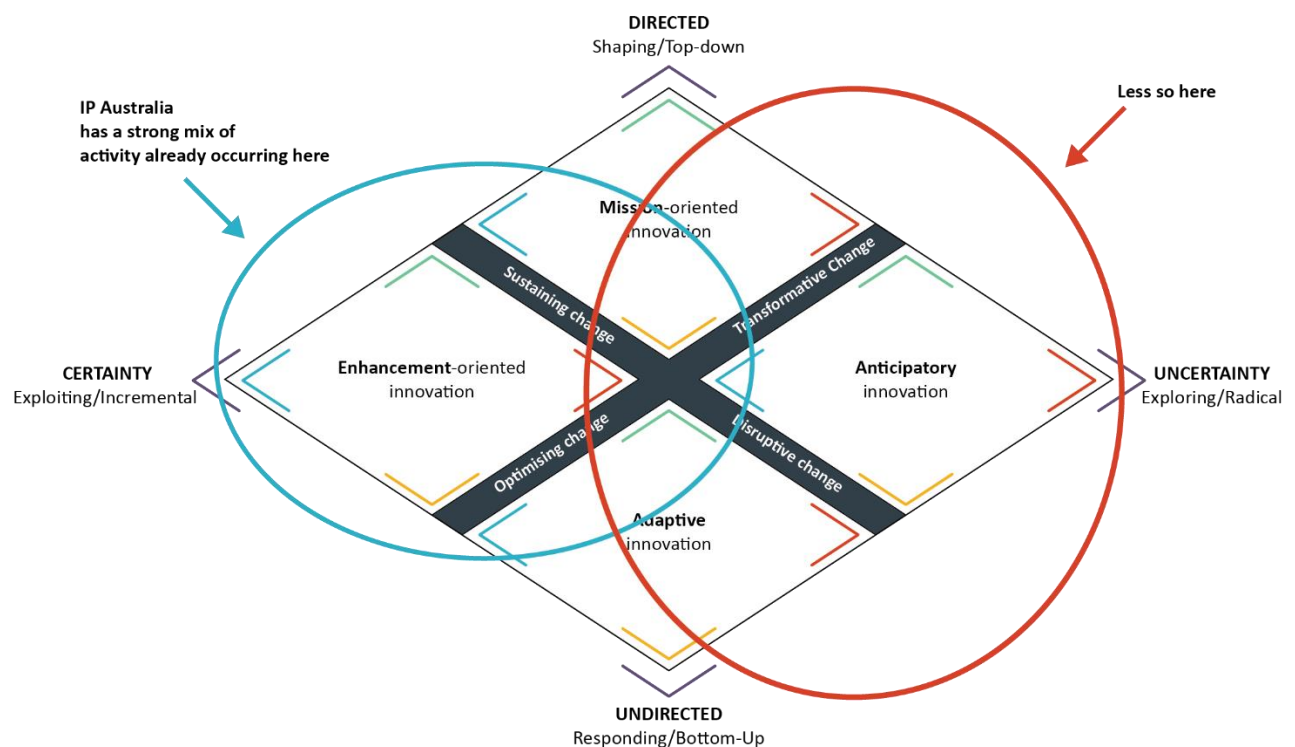 DIRECTED
Shaping/Top-down
IP Australia
has a strong mix of
activity already occurring here
Less so here
Mission-oriented
innovation
Sustaining change
Transformative Change
CERTAINTY
Exploiting/Incremental
Enhancement-oriented
innovation
Anticipatory
innovation
UNCERTAINTY
Exploring/Radical
Optimising change
Disruptive change
Adaptive
innovation
UNDIRECTED
Responding/Bottom-Up